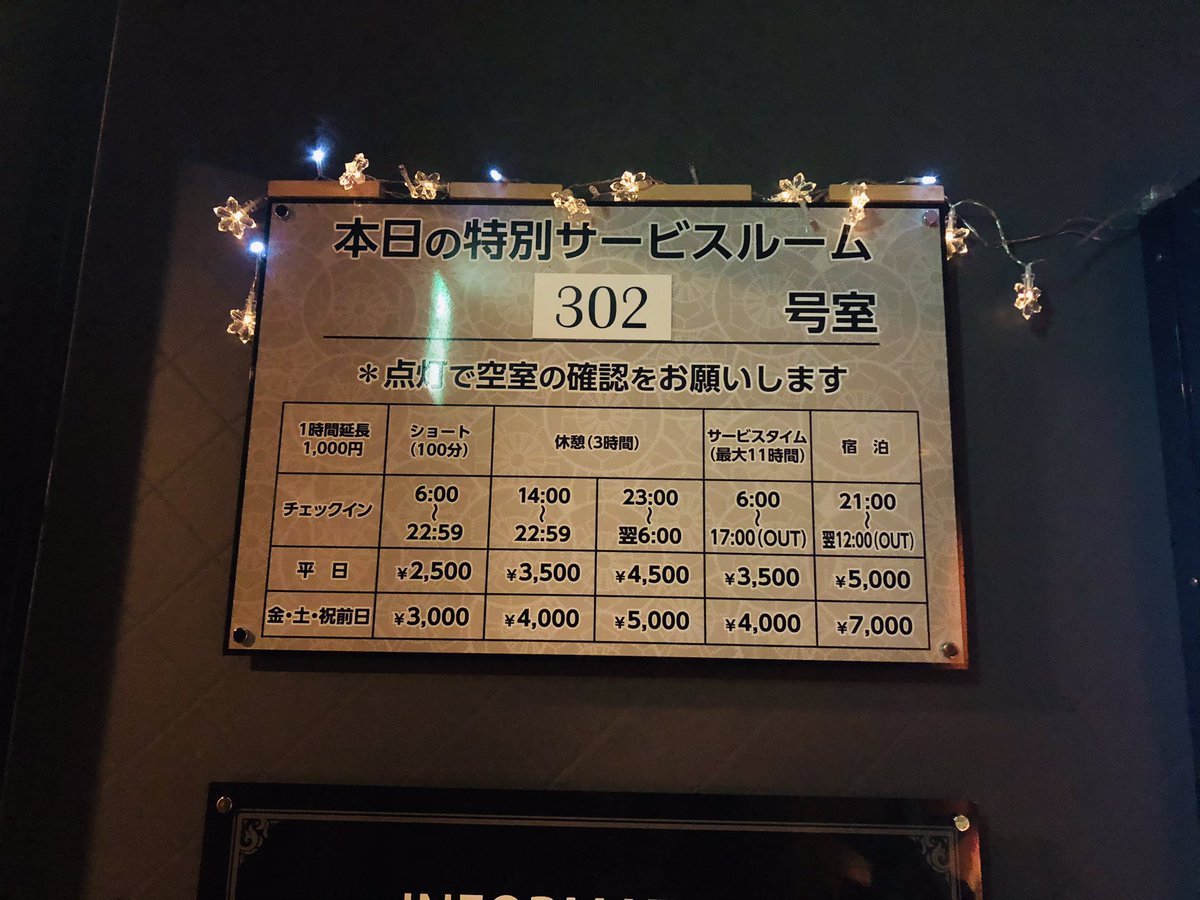 本日の特別サービスルーム
302 号室
＊点灯で空室の確認をお願いします
1時間延長 1,000円 ショート (100分) 休憩(3時間) サービスタイム (最大11時間) 宿 泊
チェックイン 6:00 〜 22:59 14:00 〜 22:59 23:00 〜 翌6:00 6:00 〜 17:00(OUT) 21:00 〜 翌12:00(OUT)
平 日 ¥2,500 ¥3,500 ¥4,500 ¥3,500 ¥5,000
金・土・祝前日 ¥3,000 ¥4,000 ¥5,000 ¥4,000 ¥7,000